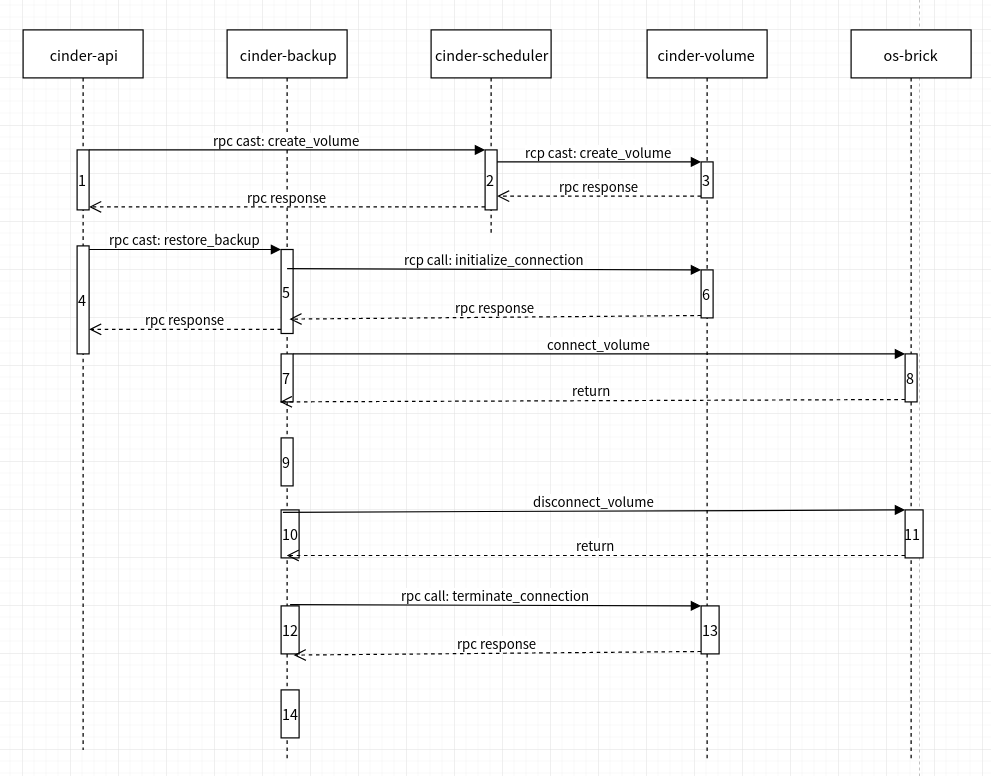 cinder-api
cinder-backup
cinder-scheduler
cinder-volume
os-brick
rpc cast: create_volume
rcp cast: create_volume
1
2
3
rpc response
rpc response
rpc cast: restore_backup
rcp call: initialize_connection
4
5
6
rpc response
rpc response
connect_volume
7
8
return
9
disconnect_volume
10
11
return
rpc call: terminate_connection
12
13
rpc response
14